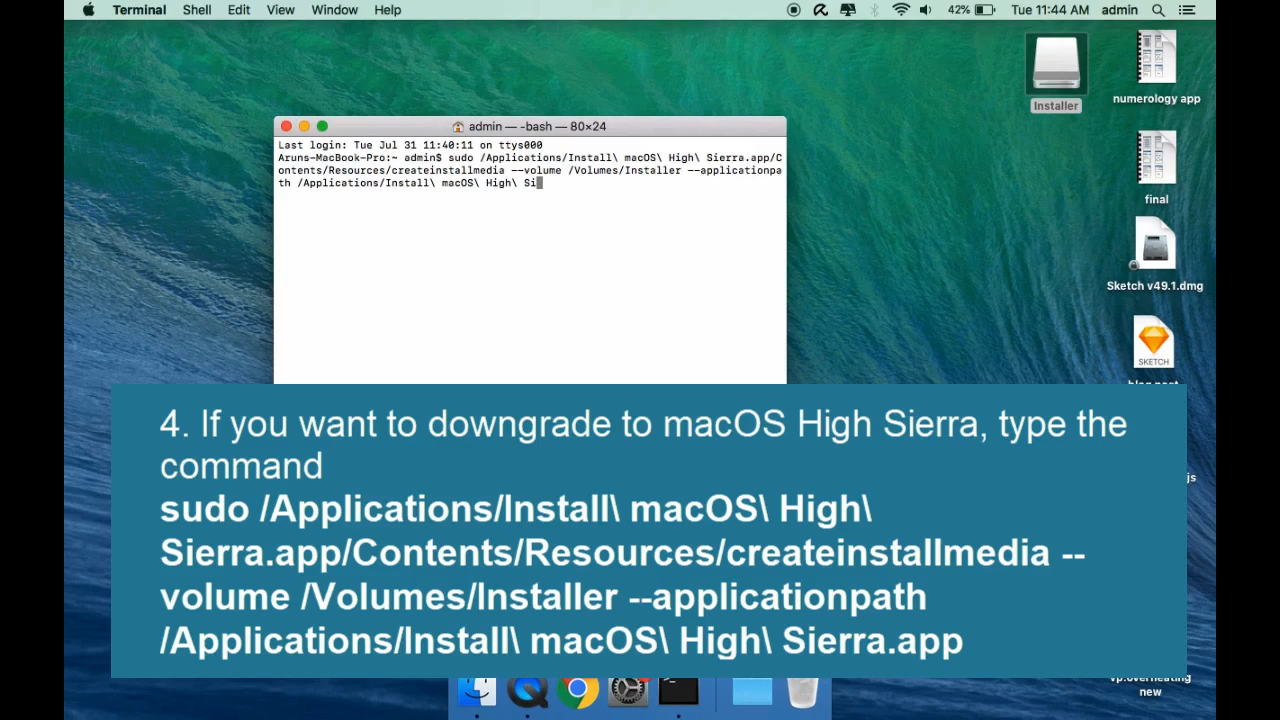 Terminal Shell Edit View Window Help 42% Tue 11:44 AM admin
Installer
numerology app
final
Sketch v49.1.dmg
SKETCH
admin — -bash — 80×24
Last login: Tue Jul 31 11:40:11 on ttys000
Aruns-MacBook-Pro:~ admin$ sudo /Applications/Install\ macOS\ High\ Sierra.app/C
ontents/Resources/createinstallmedia --volume /Volumes/Installer --applicationpa
th /Applications/Install\ macOS\ High\ Si
4. If you want to downgrade to macOS High Sierra, type the
command
sudo /Applications/Install\ macOS\ High\
Sierra.app/Contents/Resources/createinstallmedia --
volume /Volumes/Installer --applicationpath
/Applications/Install\ macOS\ High\ Sierra.app
js
new